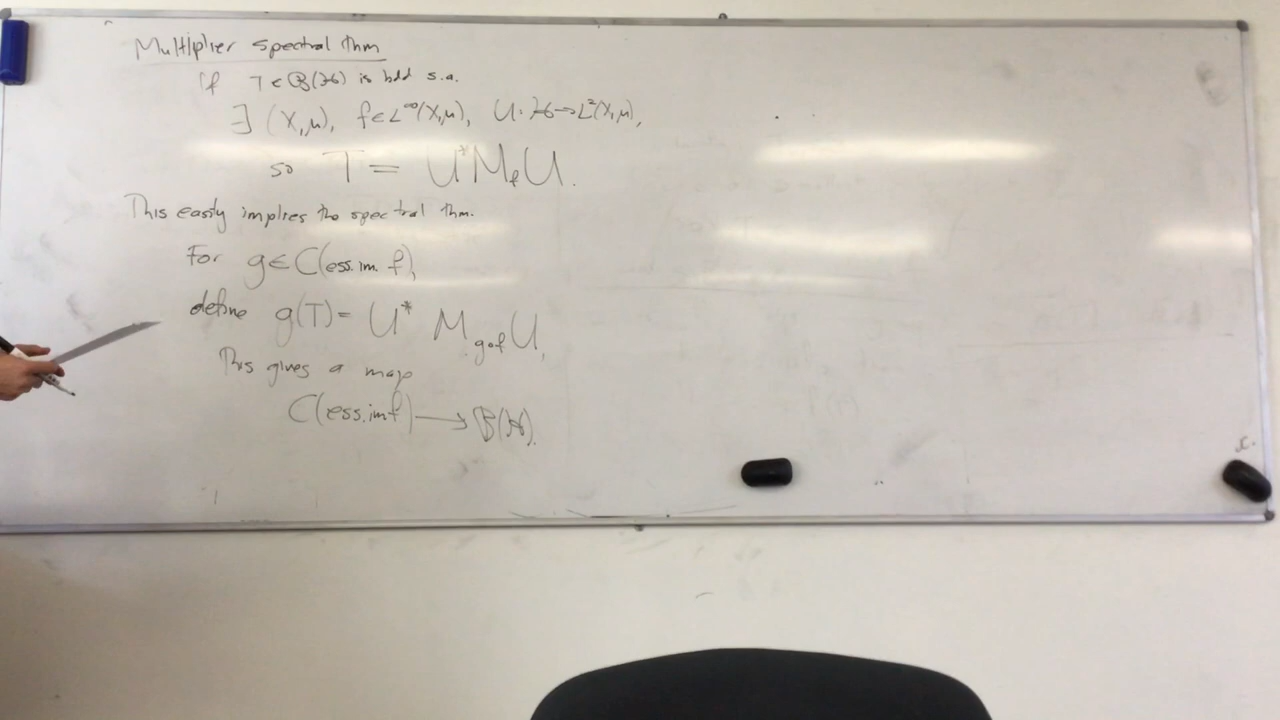 Multiplier spectral thm
if T ∈ B(H) is bdd s.a.
∃ (X,μ), f∈L^∞(X,μ), U: H→L²(X,μ),
so T = U*M_f U.
This easily implies the spectral thm.
For g∈C(ess.im. f),
define g(T) = U* M_{g∘f} U,
This gives a map
C(ess.im f) → B(H).